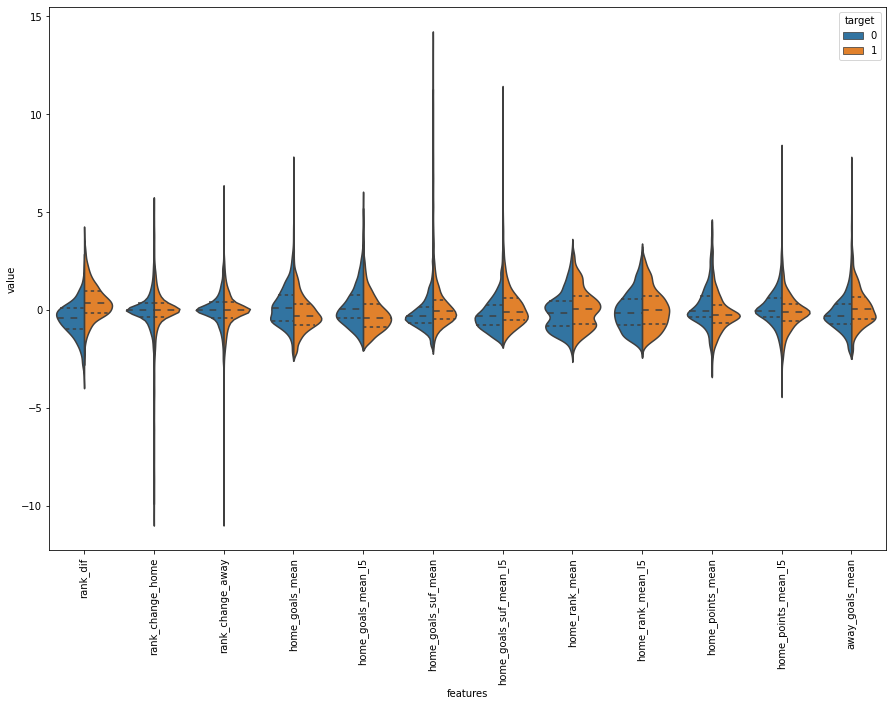 target
0
1
15
10
5
0
−5
−10
value
rank_dif
rank_change_home
rank_change_away
home_goals_mean
home_goals_mean_l5
home_goals_suf_mean
home_goals_suf_mean_l5
home_rank_mean
home_rank_mean_l5
home_points_mean
home_points_mean_l5
away_goals_mean
features